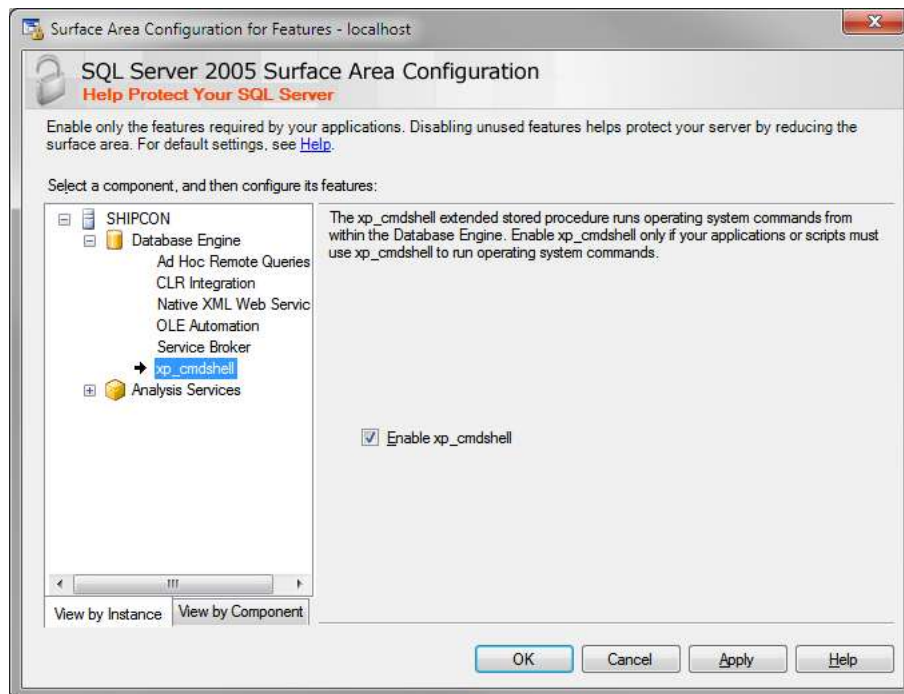 Surface Area Configuration for Features - localhost
SQL Server 2005 Surface Area Configuration
Help Protect Your SQL Server
Enable only the features required by your applications. Disabling unused features helps protect your server by reducing the
surface area. For default settings, see Help.
Select a component, and then configure its features:
SHIPCON
Database Engine
Ad Hoc Remote Queries
CLR Integration
Native XML Web Servic
OLE Automation
Service Broker
xp_cmdshell
Analysis Services
View by Instance
View by Component
The xp_cmdshell extended stored procedure runs operating system commands from
within the Database Engine. Enable xp_cmdshell only if your applications or scripts must
use xp_cmdshell to run operating system commands.
Enable xp_cmdshell
OK
Cancel
Apply
Help